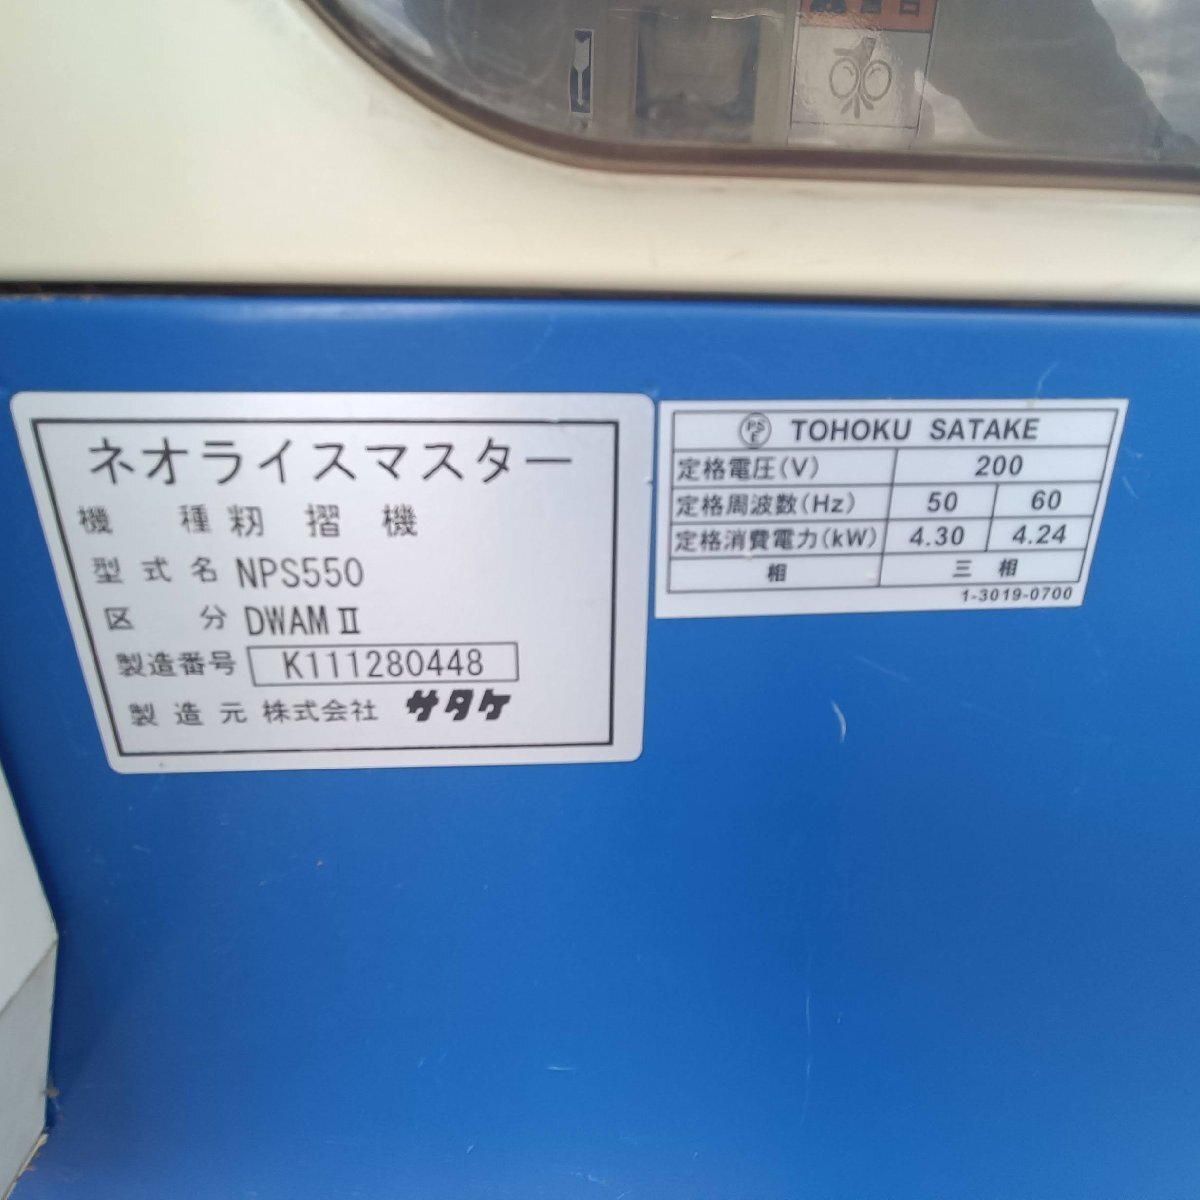 ネオライスマスター
機 種 籾 摺 機
型式名 NPS550
区 分 DWAMⅡ
製造番号 K111280448
製造元 株式会社 サタケ
PSE TOHOKU SATAKE
定格電圧(V) 200
定格周波数(Hz) 50 60
定格消費電力(kW) 4.30 4.24
相 三 相
1-3019-0700